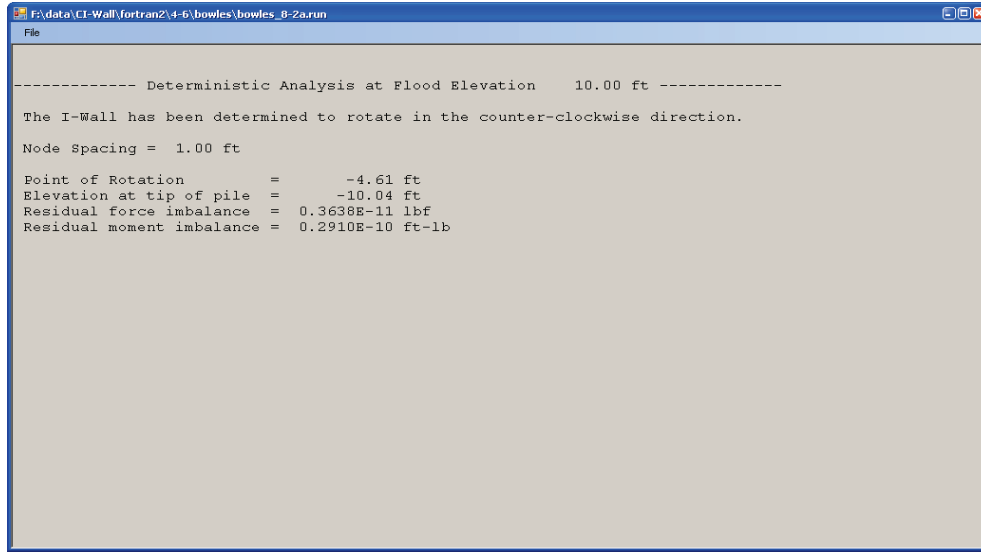 F:\data\CI-Wall\fortran2\4-6\bowles\bowles_8-2a.run
File
------------- Deterministic Analysis at Flood Elevation    10.00 ft -------------
The I-Wall has been determined to rotate in the counter-clockwise direction.
Node Spacing =  1.00 ft
Point of Rotation         =       -4.61 ft
Elevation at tip of pile  =      -10.04 ft
Residual force imbalance  =  0.3638E-11 lbf
Residual moment imbalance =  0.2910E-10 ft-lb